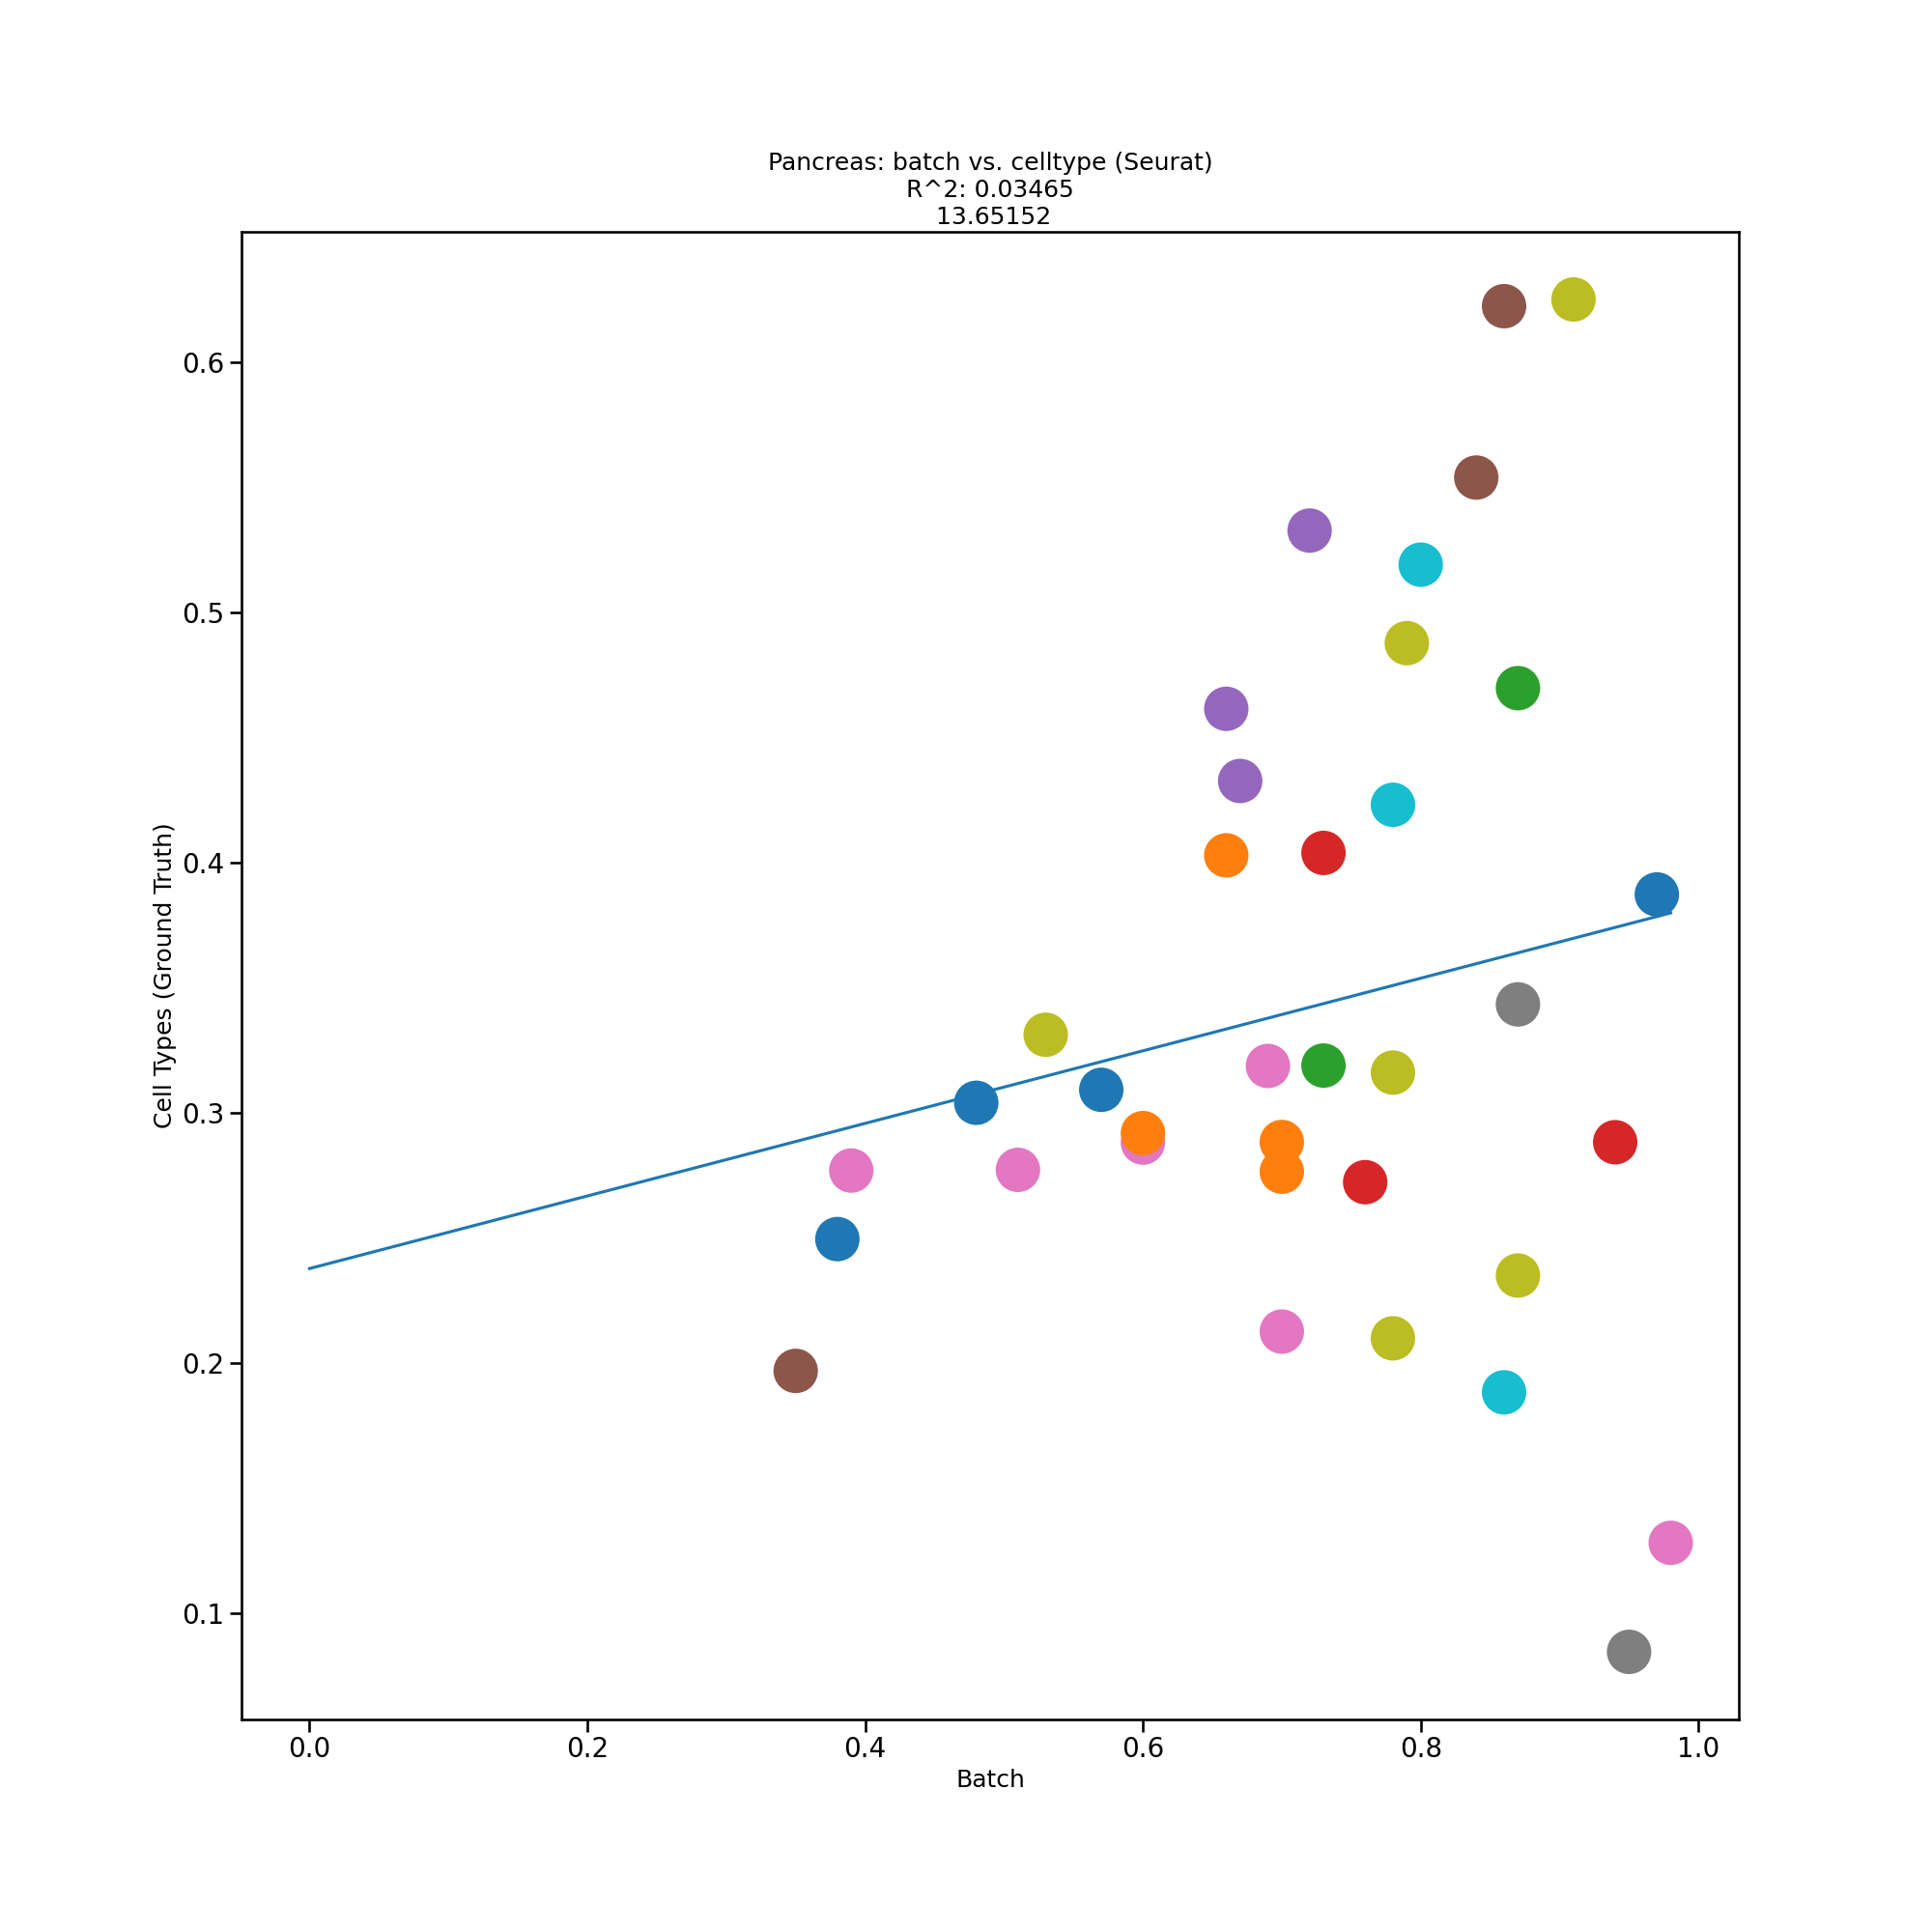 Pancreas: batch vs. celltype (Seurat)
R^2: 0.03465
13.65152
Cell Types (Ground Truth)
0.6
0.5
0.4
0.3
0.2
0.1
0.0 0.2 0.4 0.6 0.8 1.0
Batch